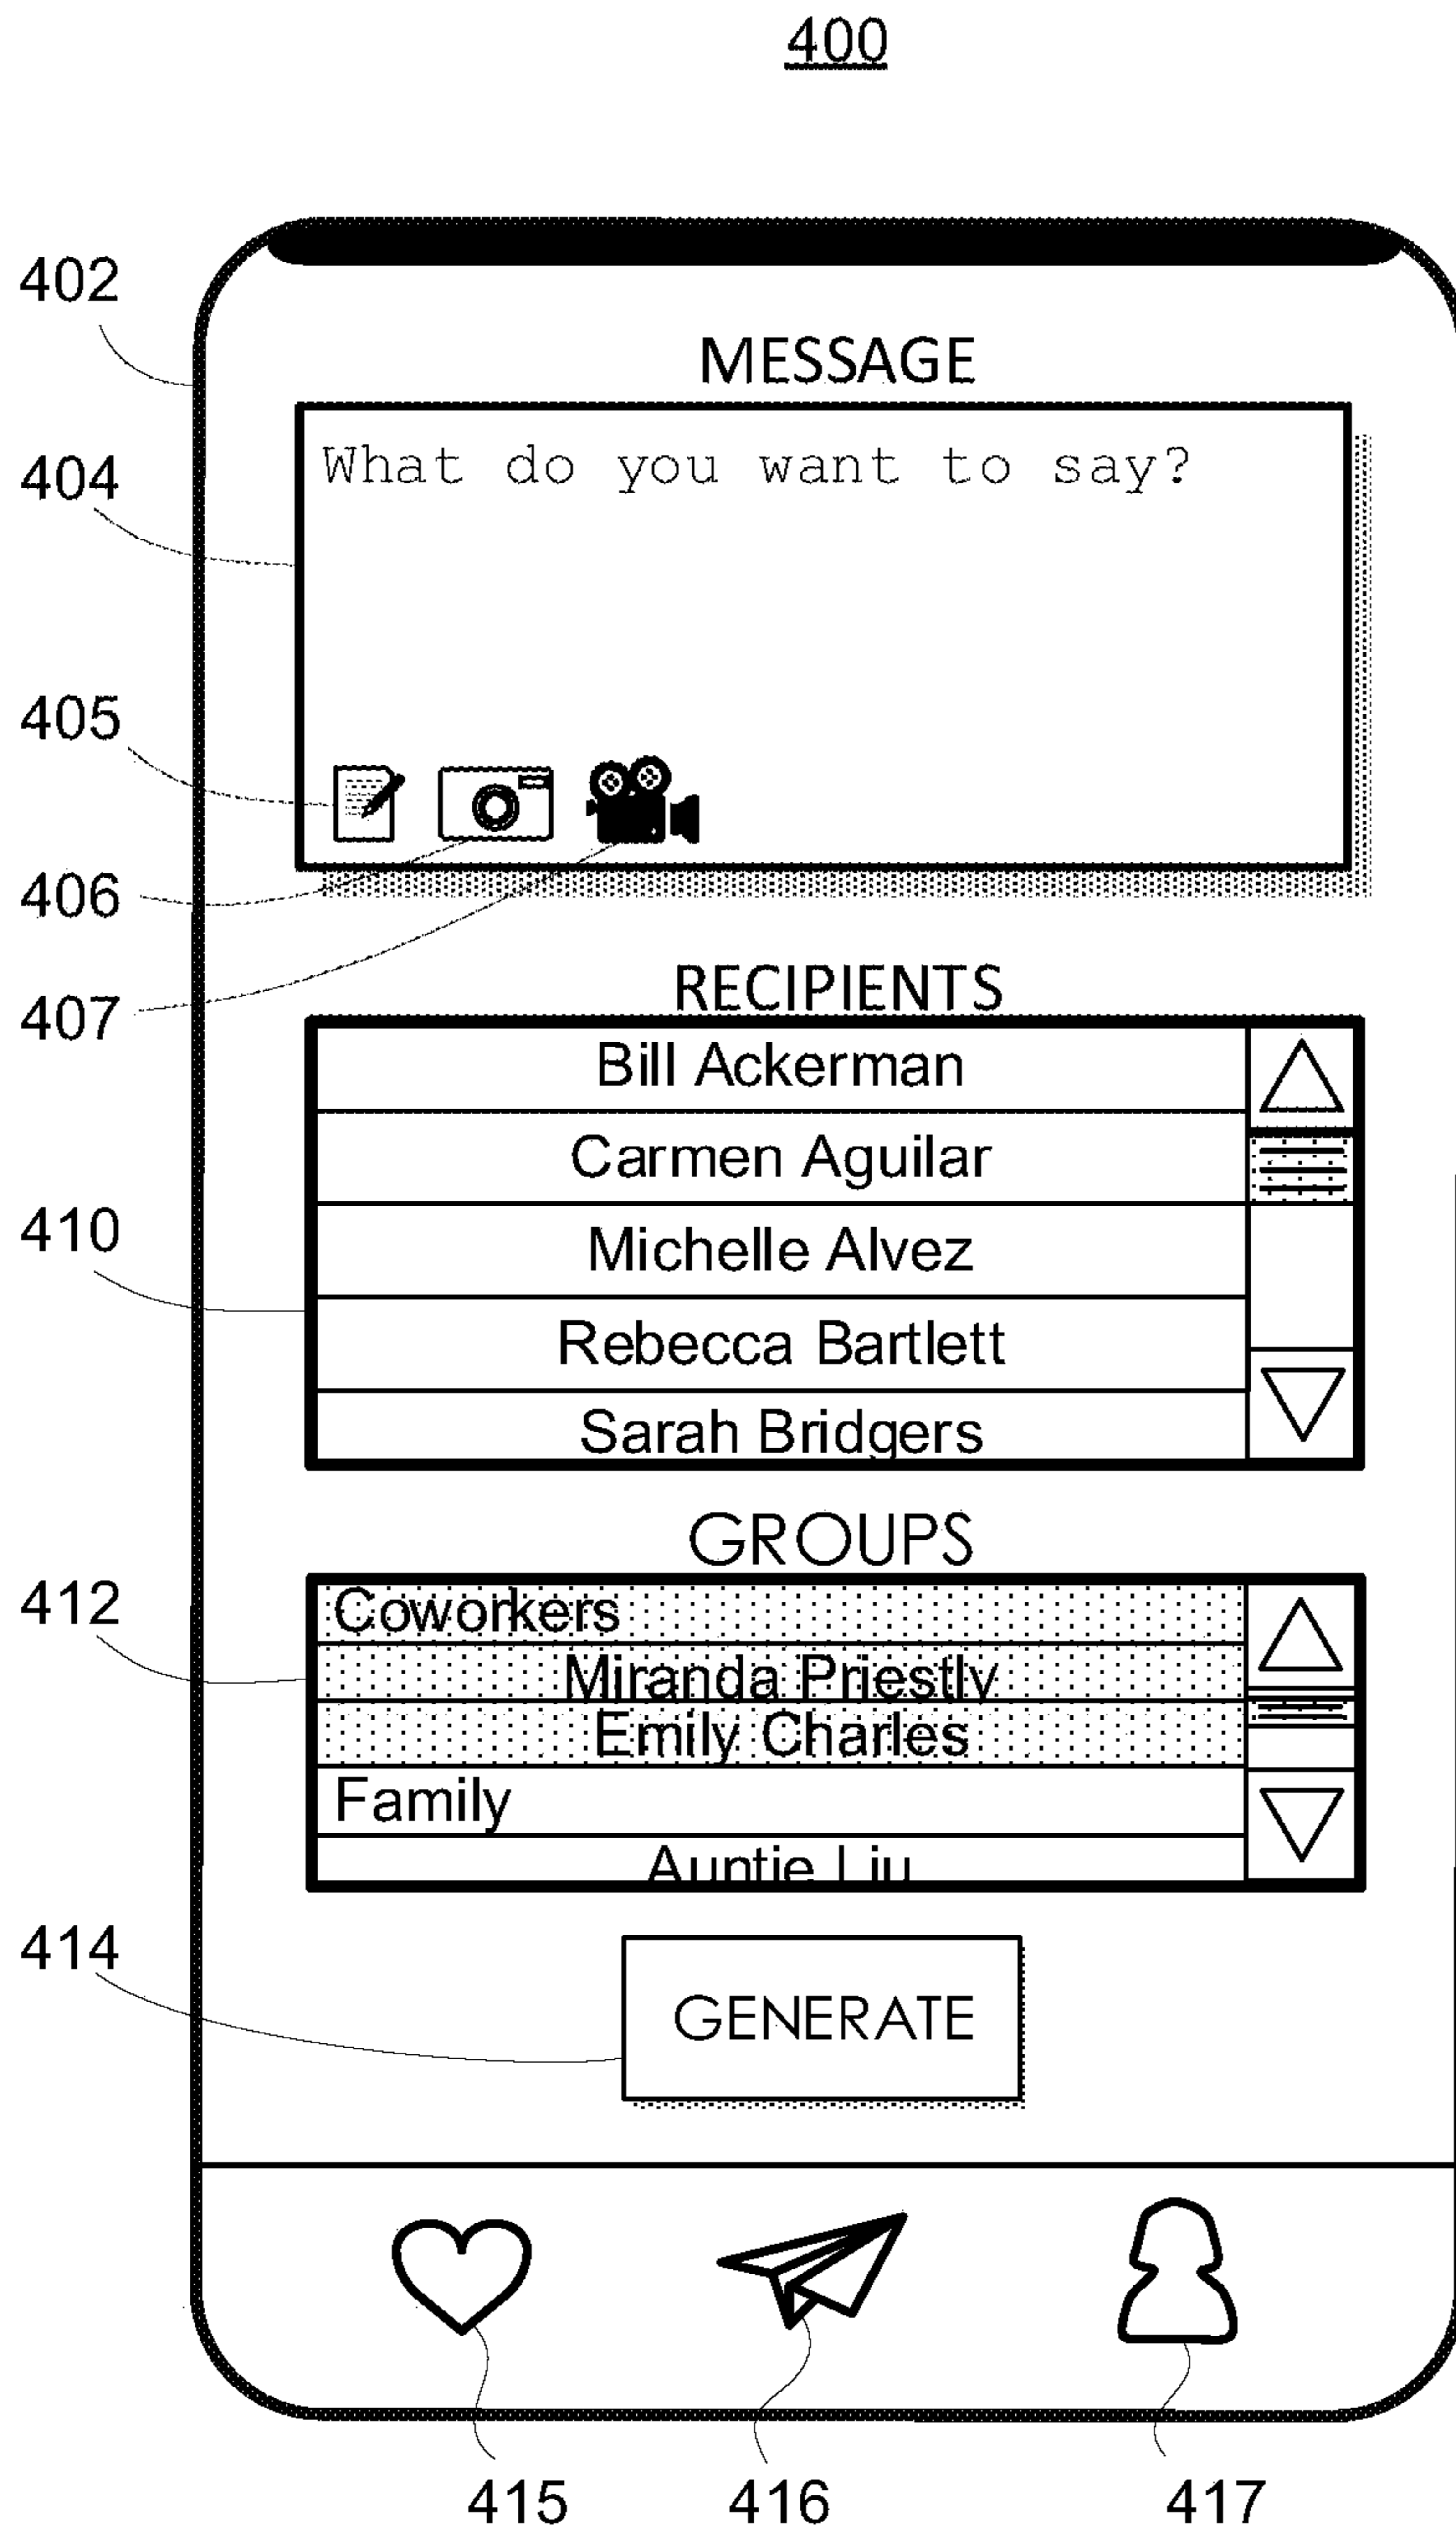 400
402
MESSAGE
404
What do you want to say?
405
406
407
RECIPIENTS
Bill Ackerman
Carmen Aguilar
Michelle Alvez
410
Rebecca Bartlett
Sarah Bridgers
GROUPS
412
Coworkers
Miranda Priestly
Emily Charles
Family
Auntie Liu
414
GENERATE
415 416 417